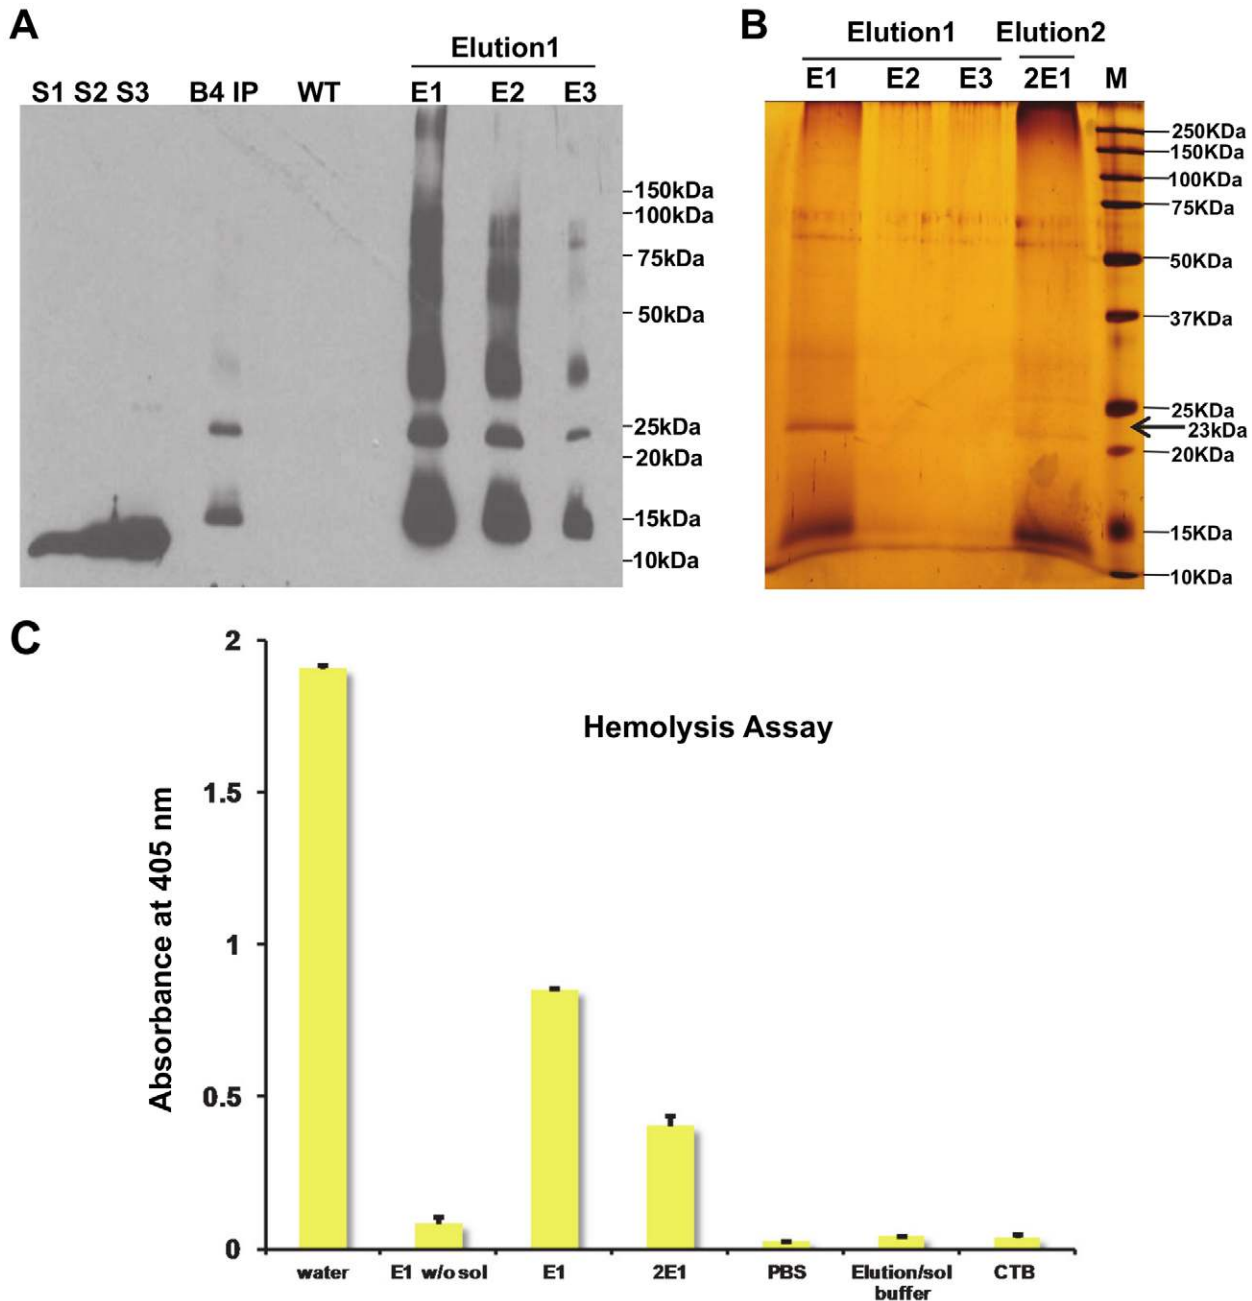 A
Elution1
S1 S2 S3 B4 IP WT E1 E2 E3
150kDa
100kDa
75kDa
50kDa
25kDa
20kDa
15kDa
10kDa
B
Elution1 Elution2
E1 E2 E3 2E1 M
250KDa
150KDa
100KDa
75KDa
50KDa
37KDa
25KDa
23kDa
20KDa
15KDa
10KDa
C
Hemolysis Assay
Absorbance at 405 nm
2
1.5
1
0.5
0
water E1 w/o sol E1 2E1 PBS Elution/sol CTB
buffer